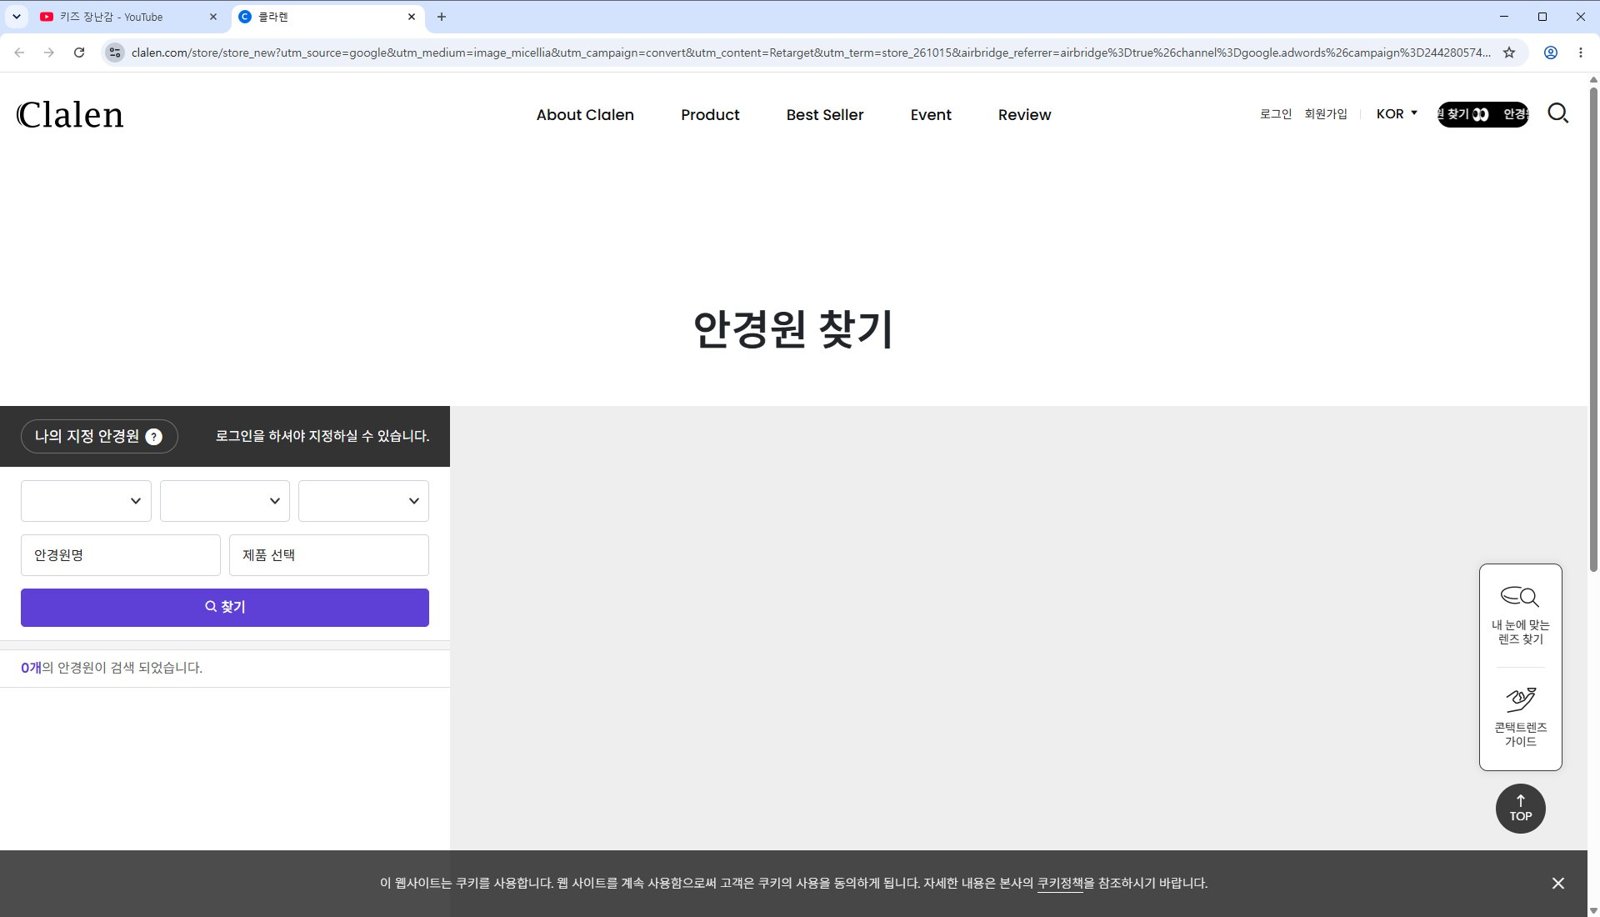 키즈 장난감 - YouTube
클라렌
clalen.com/store/store_new?utm_source=google&utm_medium=image_micellia&utm_campaign=convert&utm_content=Retarget&utm_term=store_261015&airbridge_referrer=airbridge%3Dtrue%26channel%3Dgoogle.adwords%26campaign%3D244280574...
Clalen
About Clalen
Product
Best Seller
Event
Review
로그인
회원가입
KOR
원 찾기 안경원
안경원 찾기
나의 지정 안경원 ?
로그인을 하셔야 지정하실 수 있습니다.
안경원명
제품 선택
찾기
0개의 안경원이 검색 되었습니다.
내 눈에 맞는
렌즈 찾기
콘택트렌즈
가이드
TOP
이 웹사이트는 쿠키를 사용합니다. 웹 사이트를 계속 사용함으로써 고객은 쿠키의 사용을 동의하게 됩니다. 자세한 내용은 본사의 쿠키정책을 참조하시기 바랍니다.